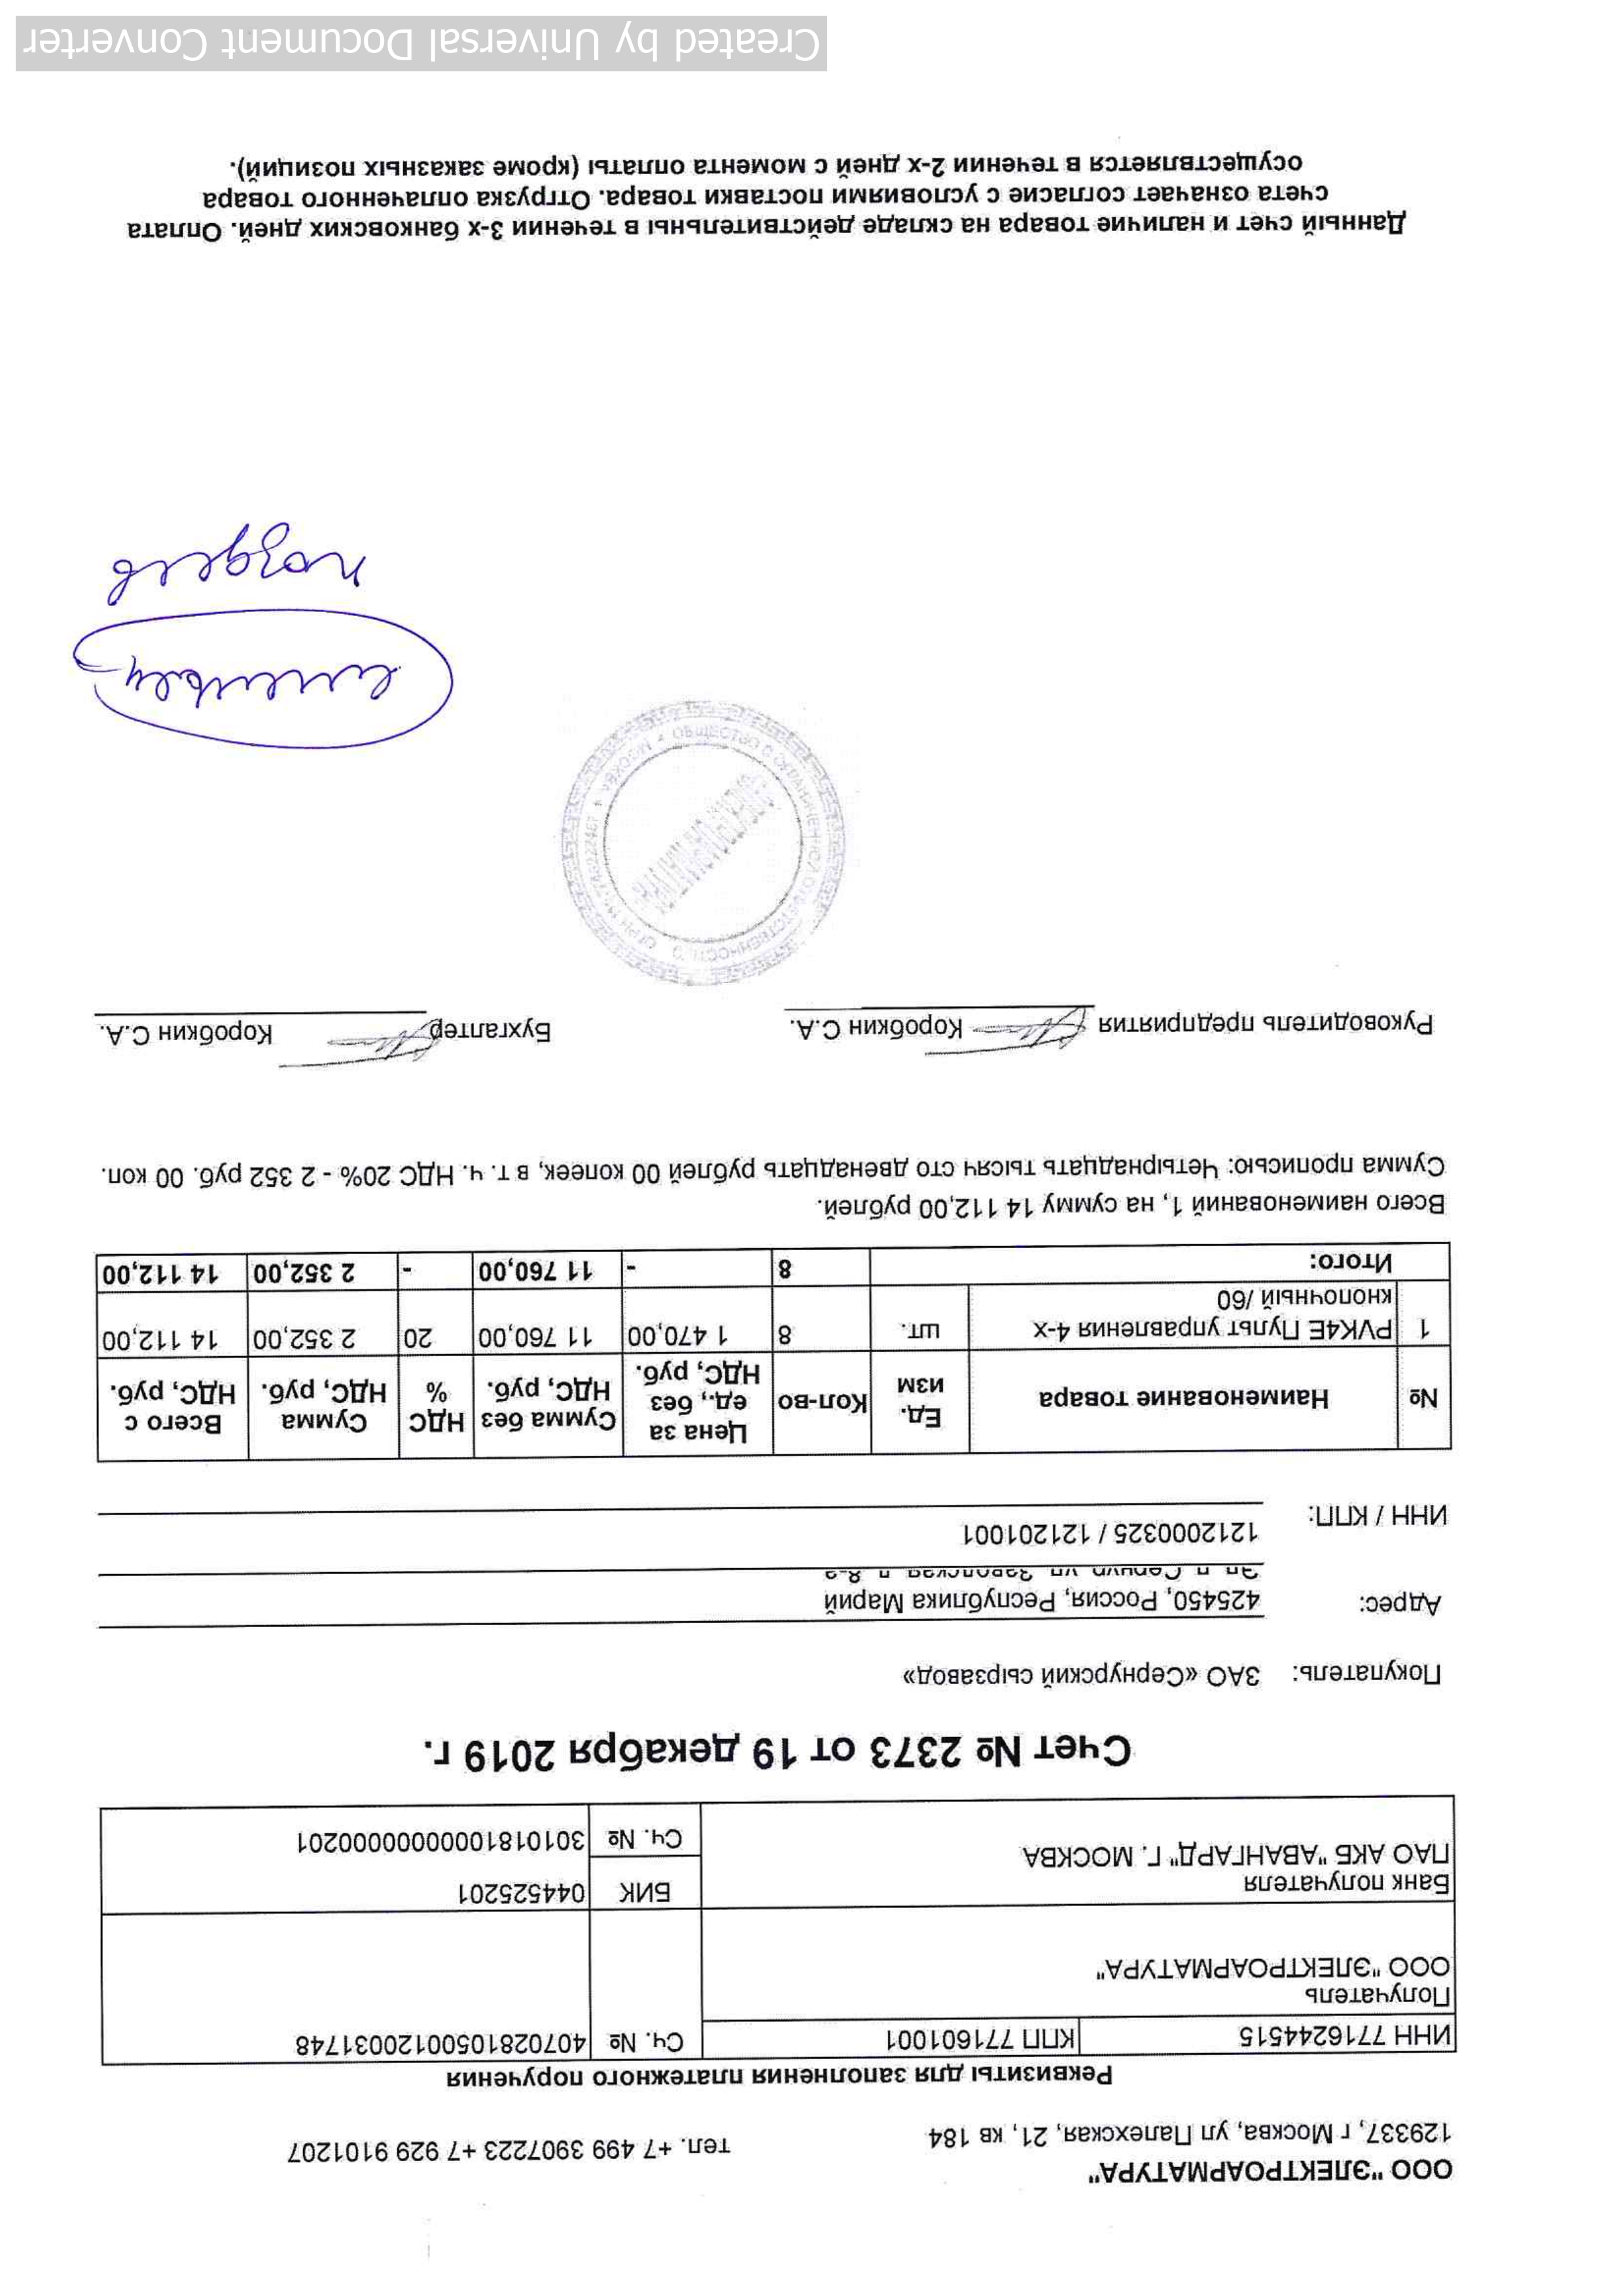 ООО "ЭЛЕКТРОАРМАТУРА"
129337, г Москва, ул Палехская, 21, кв 184
тел. +7 499 3907223 +7 929 9101207
Реквизиты для заполнения платежного поручения
ИНН 7716244515 КПП 771601001 Сч. № 40702810500120031748
Получатель
ООО "ЭЛЕКТРОАРМАТУРА"
Банк получателя БИК 044525201
ПАО АКБ "АВАНГАРД" Г. МОСКВА Сч. № 30101810000000000201
Счет № 2373 от 19 декабря 2019 г.
Покупатель: ЗАО «Сернурский сырзавод»
Адрес: 425450, Россия, Республика Марий
ИНН / КПП: 1212000325 / 121201001
№ Наименование товара Ед. изм Кол-во Цена за ед., без НДС, руб. Сумма без НДС, руб. НДС % Сумма НДС, руб. Всего с НДС, руб.
1 PVK4E Пульт управления 4-х кнопочный /60 шт. 8 1 470,00 11 760,00 20 2 352,00 14 112,00
Итого: 8 - 11 760,00 - 2 352,00 14 112,00
Всего наименований 1, на сумму 14 112,00 рублей.
Сумма прописью: Четырнадцать тысяч сто двенадцать рублей 00 копеек, в т. ч. НДС 20% - 2 352 руб. 00 коп.
Руководитель предприятия Коробкин С.А. Бухгалтер Коробкин С.А.
ОБЩЕСТВО С ОГРАНИЧЕННОЙ ОТВЕТСТВЕННОСТЬЮ
МОСКВА
Данный счет и наличие товара на складе действительны в течении 3-х банковских дней. Оплата
счета означает согласие с условиями поставки товара. Отгрузка оплаченного товара
осуществляется в течении 2-х дней с момента оплаты (кроме заказных позиций).
Created by Universal Document Converter